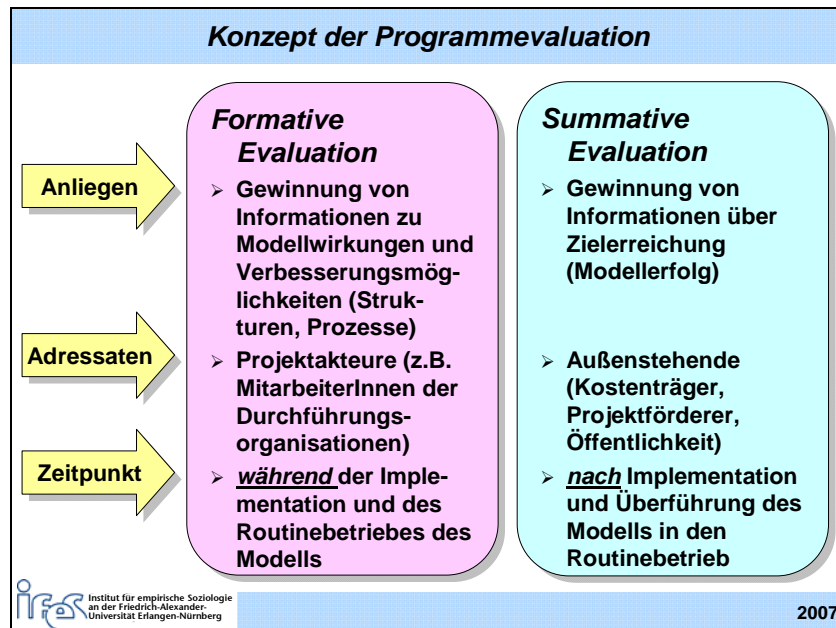 Konzept der Programmevaluation
Formative
Evaluation
Summative
Evaluation
Anliegen
➢ Gewinnung von
Informationen zu
Modellwirkungen und
Verbesserungsmög-
lichkeiten (Struk-
turen, Prozesse)
➢ Gewinnung von
Informationen über
Zielerreichung
(Modellerfolg)
Adressaten
➢ Projektakteure (z.B.
MitarbeiterInnen der
Durchführungs-
organisationen)
➢ Außenstehende
(Kostenträger,
Projektförderer,
Öffentlichkeit)
Zeitpunkt
➢ während der Imple-
mentation und des
Routinebetriebes des
Modells
➢ nach Implementation
und Überführung des
Modells in den
Routinebetrieb
ifes
Institut für empirische Soziologie
an der Friedrich-Alexander-
Universität Erlangen-Nürnberg
2007